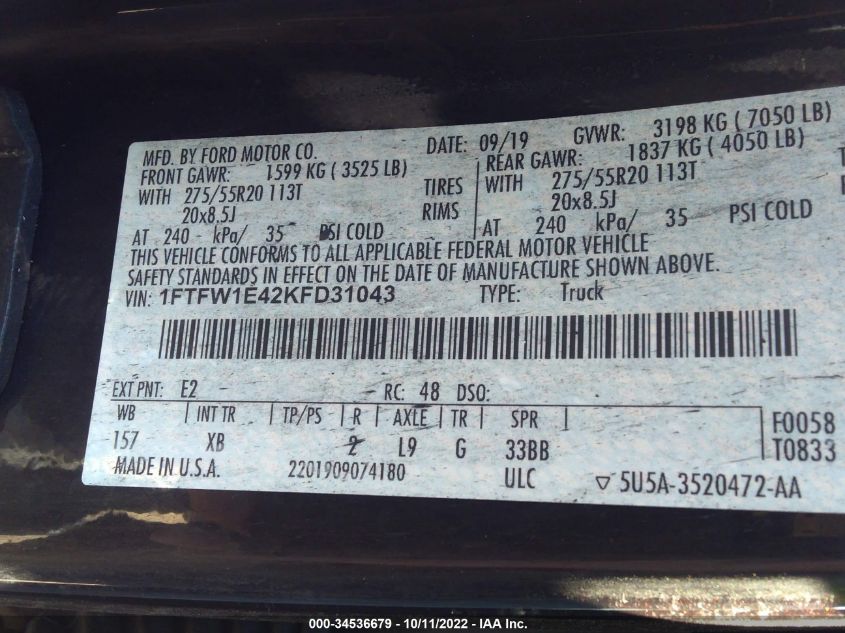 MFD. BY FORD MOTOR CO.
DATE: 09/19 GVWR: 3198 KG ( 7050 LB)
FRONT GAWR: 1599 KG ( 3525 LB)
REAR GAWR: 1837 KG ( 4050 LB)
WITH 275/55R20 113T TIRES WITH 275/55R20 113T
20x8.5J RIMS 20x8.5J
AT 240 kPa/ 35 PSI COLD AT 240 kPa/ 35 PSI COLD
THIS VEHICLE CONFORMS TO ALL APPLICABLE FEDERAL MOTOR VEHICLE
SAFETY STANDARDS IN EFFECT ON THE DATE OF MANUFACTURE SHOWN ABOVE.
VIN: 1FTFW1E42KFD31043 TYPE: Truck
EXT PNT: E2 RC: 48 DSO:
WB INT TR TP/PS R AXLE TR SPR F0058
157 XB 2 L9 G 33BB T0833
MADE IN U.S.A. 2201909074180 ULC ▽ 5U5A-3520472-AA
000-34536679 - 10/11/2022 - IAA Inc.